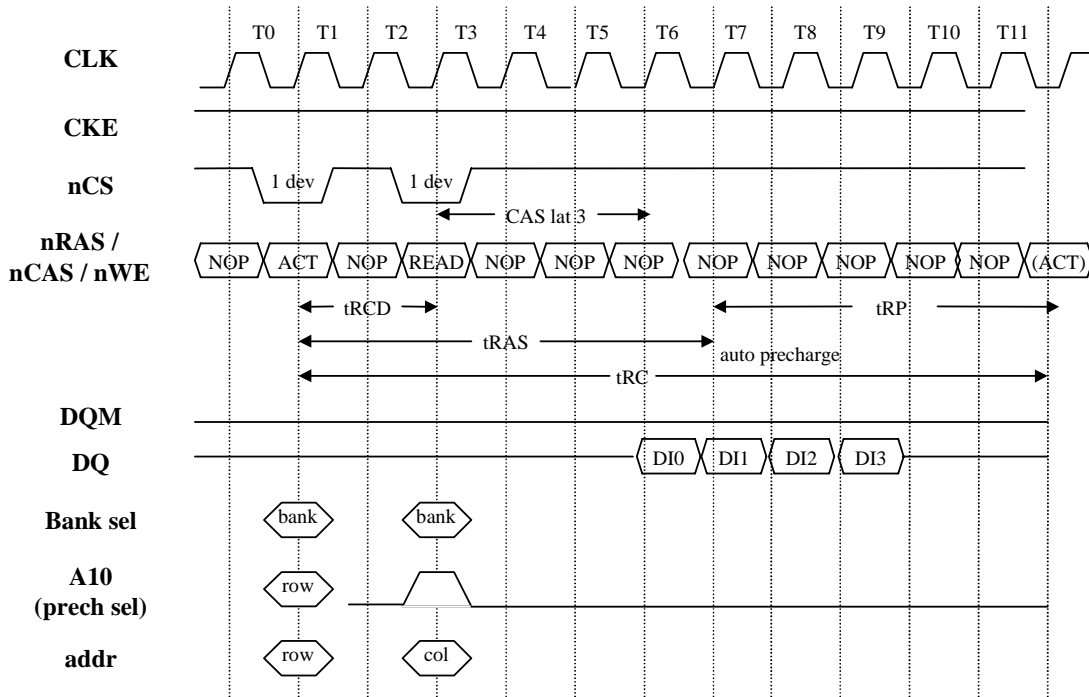 T0 T1 T2 T3 T4 T5 T6 T7 T8 T9 T10 T11
CLK
CKE
nCS 1 dev 1 dev
CAS lat 3
nRAS /
nCAS / nWE
NOP ACT NOP READ NOP NOP NOP NOP NOP NOP NOP NOP (ACT)
tRCD tRP
tRAS
auto precharge
tRC
DQM
DQ DI0 DI1 DI2 DI3
Bank sel bank bank
A10
(prech sel)
row
addr row col